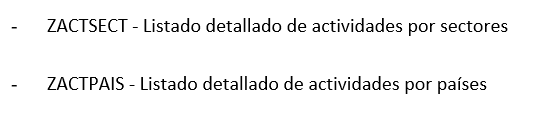 - ZACTSECT - Listado detallado de actividades por sectores
- ZACTPAIS - Listado detallado de actividades por países